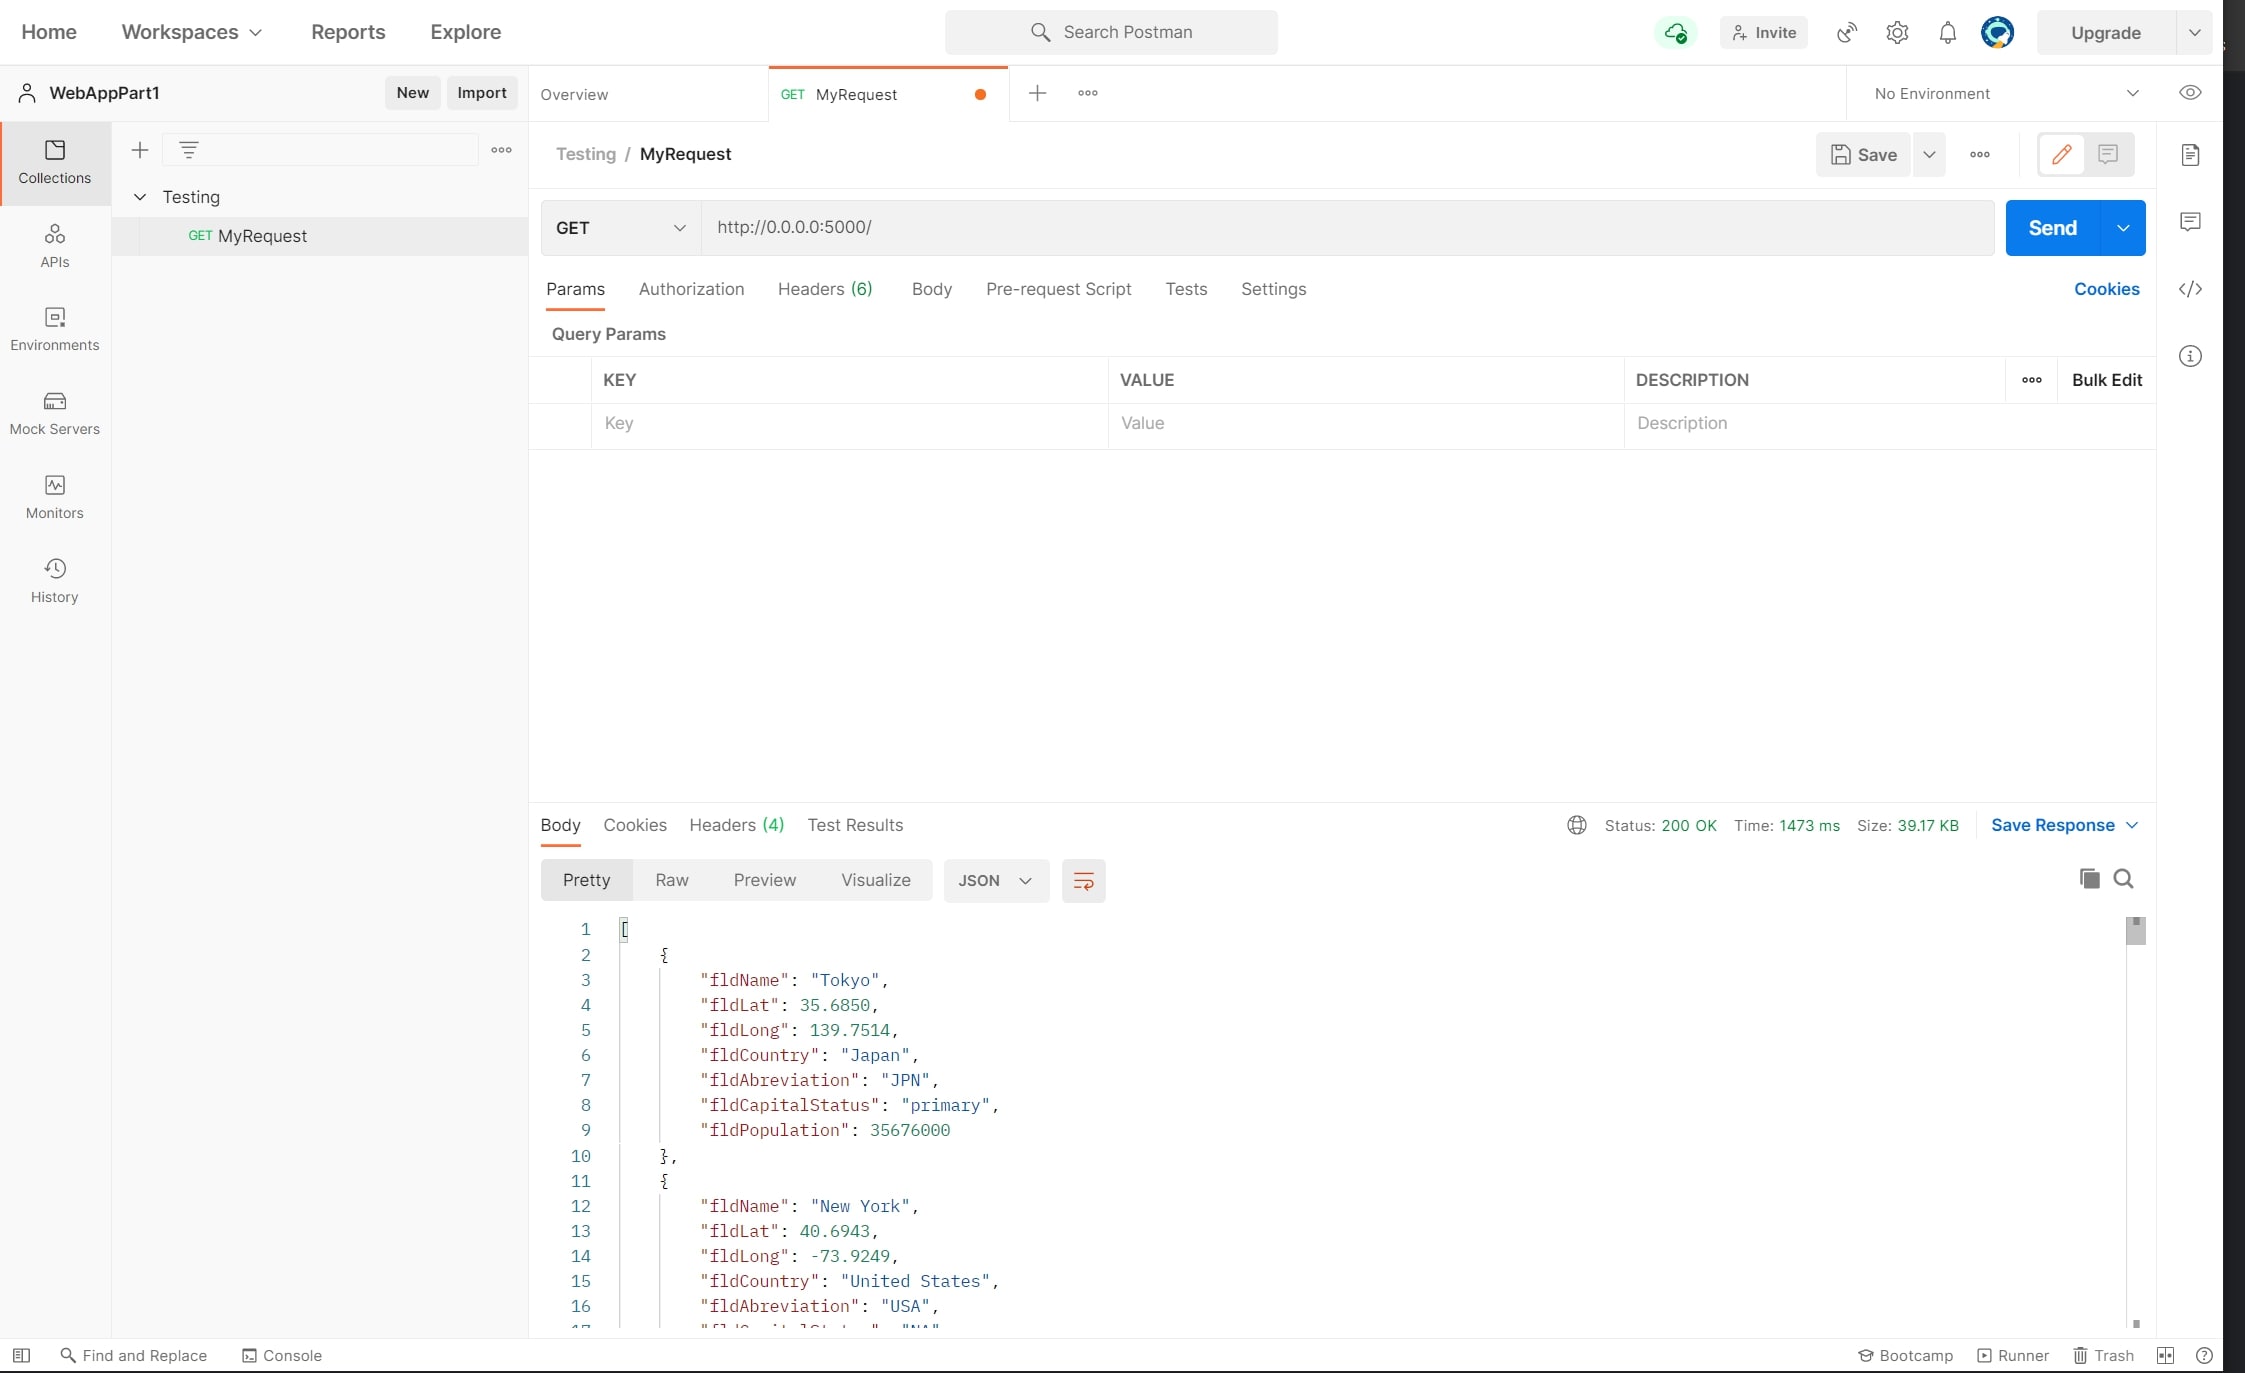 Home Workspaces Reports Explore Search Postman Invite Upgrade
WebAppPart1 New Import Overview GET MyRequest No Environment
Collections
APIs
Environments
Mock Servers
Monitors
History
Testing
GET MyRequest
Testing / MyRequest Save
GET http://0.0.0.0:5000/ Send
Params Authorization Headers (6) Body Pre-request Script Tests Settings Cookies
Query Params
KEY VALUE DESCRIPTION Bulk Edit
Key Value Description
Body Cookies Headers (4) Test Results Status: 200 OK Time: 1473 ms Size: 39.17 KB Save Response
Pretty Raw Preview Visualize JSON
1 [
2 {
3 "fldName": "Tokyo",
4 "fldLat": 35.6850,
5 "fldLong": 139.7514,
6 "fldCountry": "Japan",
7 "fldAbreviation": "JPN",
8 "fldCapitalStatus": "primary",
9 "fldPopulation": 35676000
10 },
11 {
12 "fldName": "New York",
13 "fldLat": 40.6943,
14 "fldLong": -73.9249,
15 "fldCountry": "United States",
16 "fldAbreviation": "USA",
Find and Replace Console Bootcamp Runner Trash